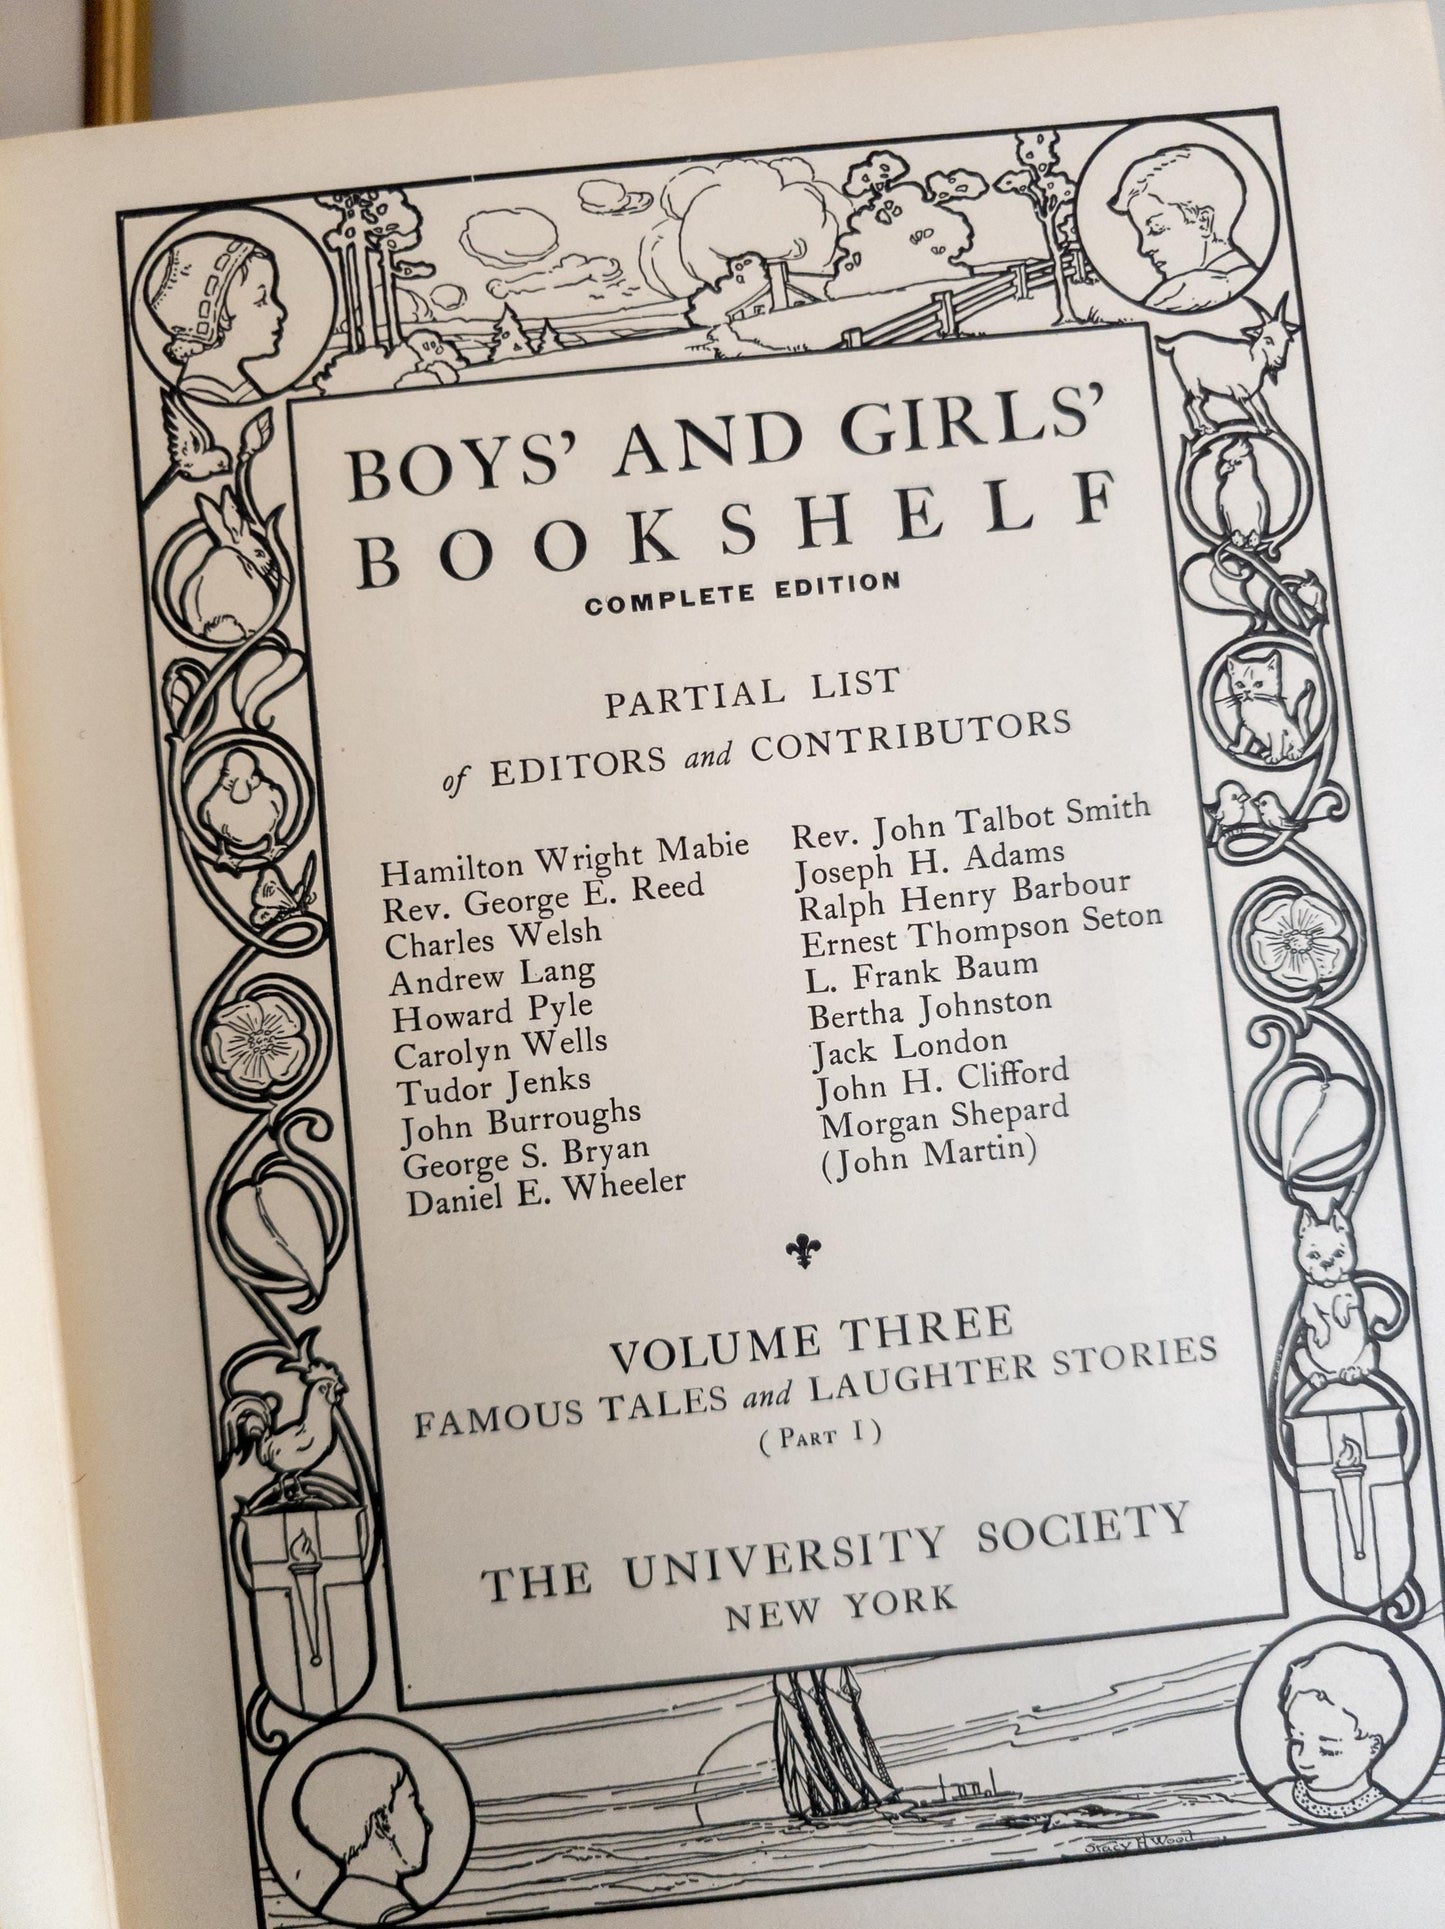 BOYS' AND GIRLS'
BOOKSHELF
COMPLETE EDITION
PARTIAL LIST
of EDITORS and CONTRIBUTORS
Hamilton Wright Mabie
Rev. George E. Reed
Charles Welsh
Andrew Lang
Howard Pyle
Carolyn Wells
Tudor Jenks
John Burroughs
George S. Bryan
Daniel E. Wheeler
Rev. John Talbot Smith
Joseph H. Adams
Ralph Henry Barbour
Ernest Thompson Seton
L. Frank Baum
Bertha Johnston
Jack London
John H. Clifford
Morgan Shepard
(John Martin)
VOLUME THREE
FAMOUS TALES and LAUGHTER STORIES
(PART I)
THE UNIVERSITY SOCIETY
NEW YORK
Stacy H Wood